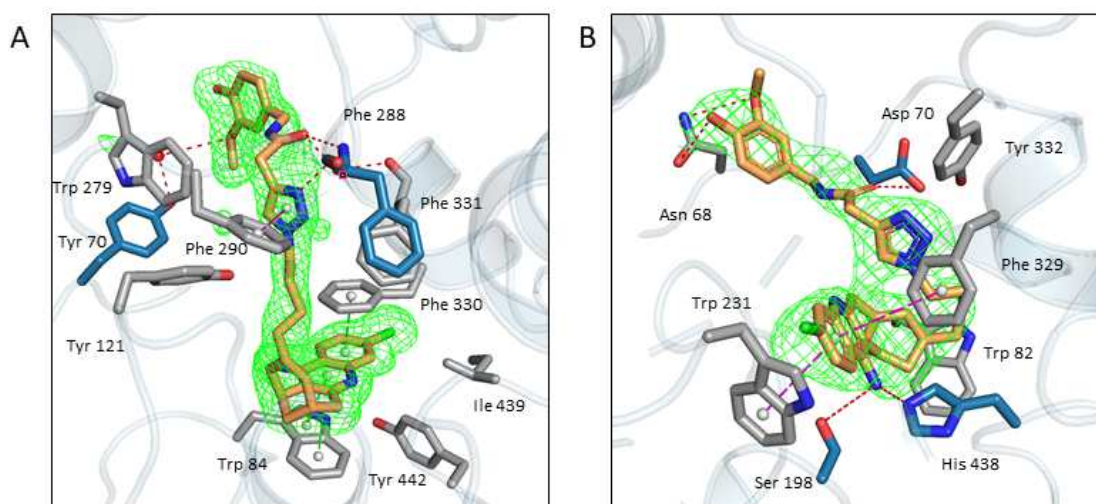 A
Phe 288
Trp 279
Phe 331
Tyr 70
Phe 290
Phe 330
Tyr 121
Ile 439
Trp 84
Tyr 442
B
Asp 70
Tyr 332
Asn 68
Phe 329
Trp 231
Trp 82
His 438
Ser 198